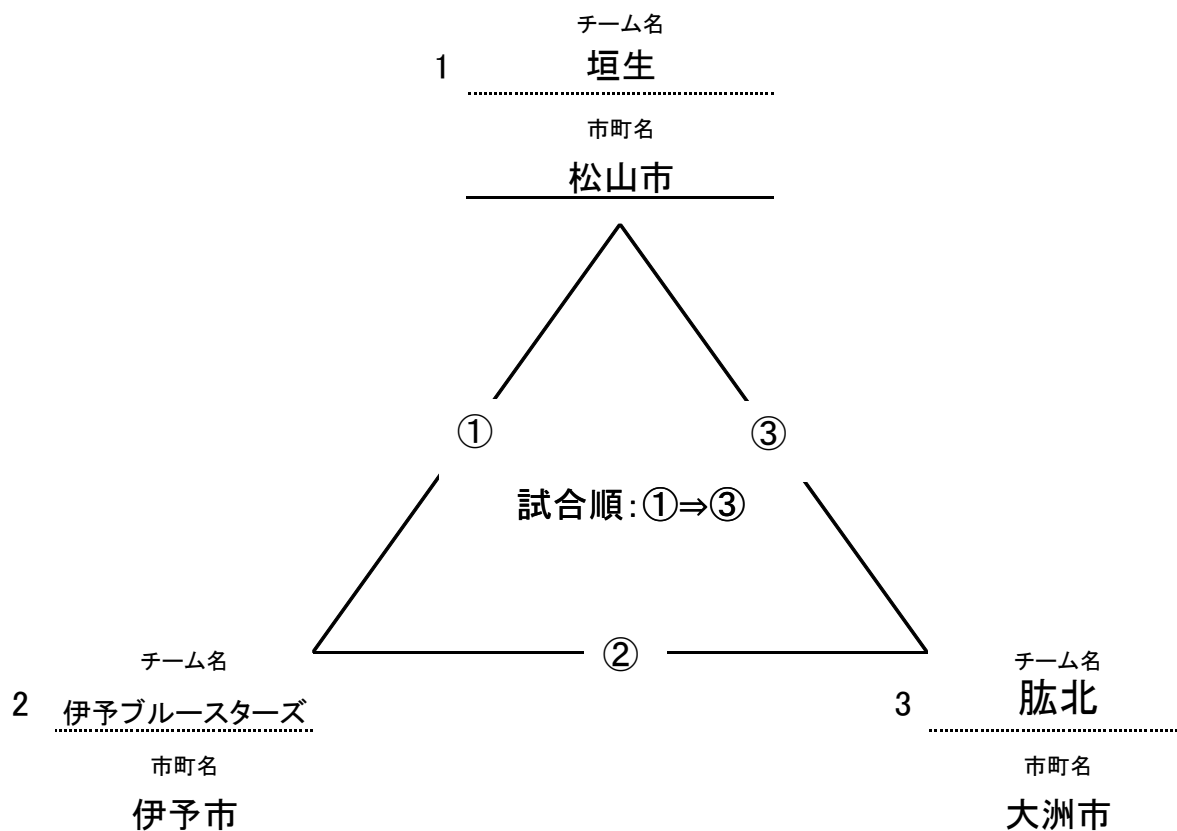 チーム名
1 垣生
市町名
松山市
① ③
試合順：①⇒③
②
チーム名
2 伊予ブルースターズ
市町名
伊予市
チーム名
3 肱北
市町名
大洲市